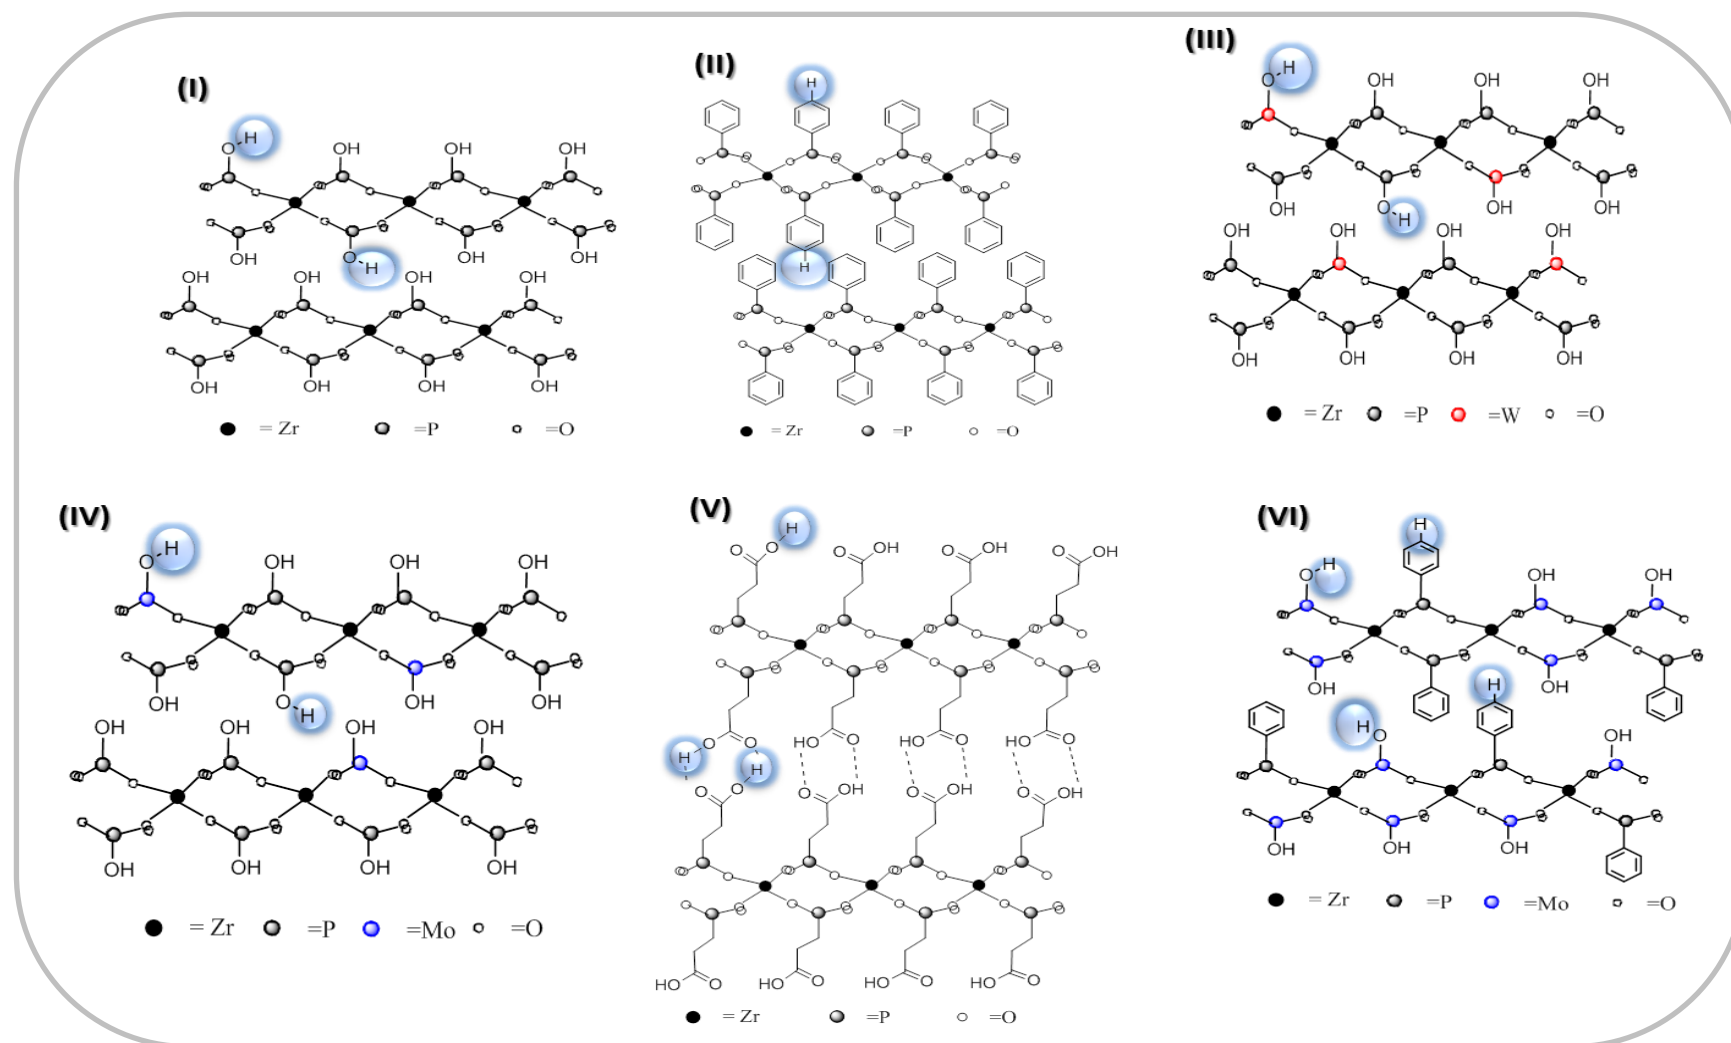 (I)
H
O
OH OH OH
OH
O H
OH OH
OH OH OH OH
OH OH OH OH
= Zr =P =O
(II)
H
H
= Zr =P =O
(III)
O H
OH OH OH
OH
O H
OH OH
OH OH OH OH
OH OH OH OH
= Zr =P =W =O
(IV)
O H
OH OH OH
OH
O H
OH OH
OH OH OH OH
OH OH OH OH
= Zr =P =Mo =O
(V)
H
O O
O OH
O OH
O OH
H O O
HO O
HO O
HO O
H
O O
O OH
O OH
O OH
HO O
HO O
HO O
HO O
= Zr =P =O
(VI)
H
O H
OH OH
OH OH
H
H
O
OH
OH OH OH
= Zr =P =Mo =O